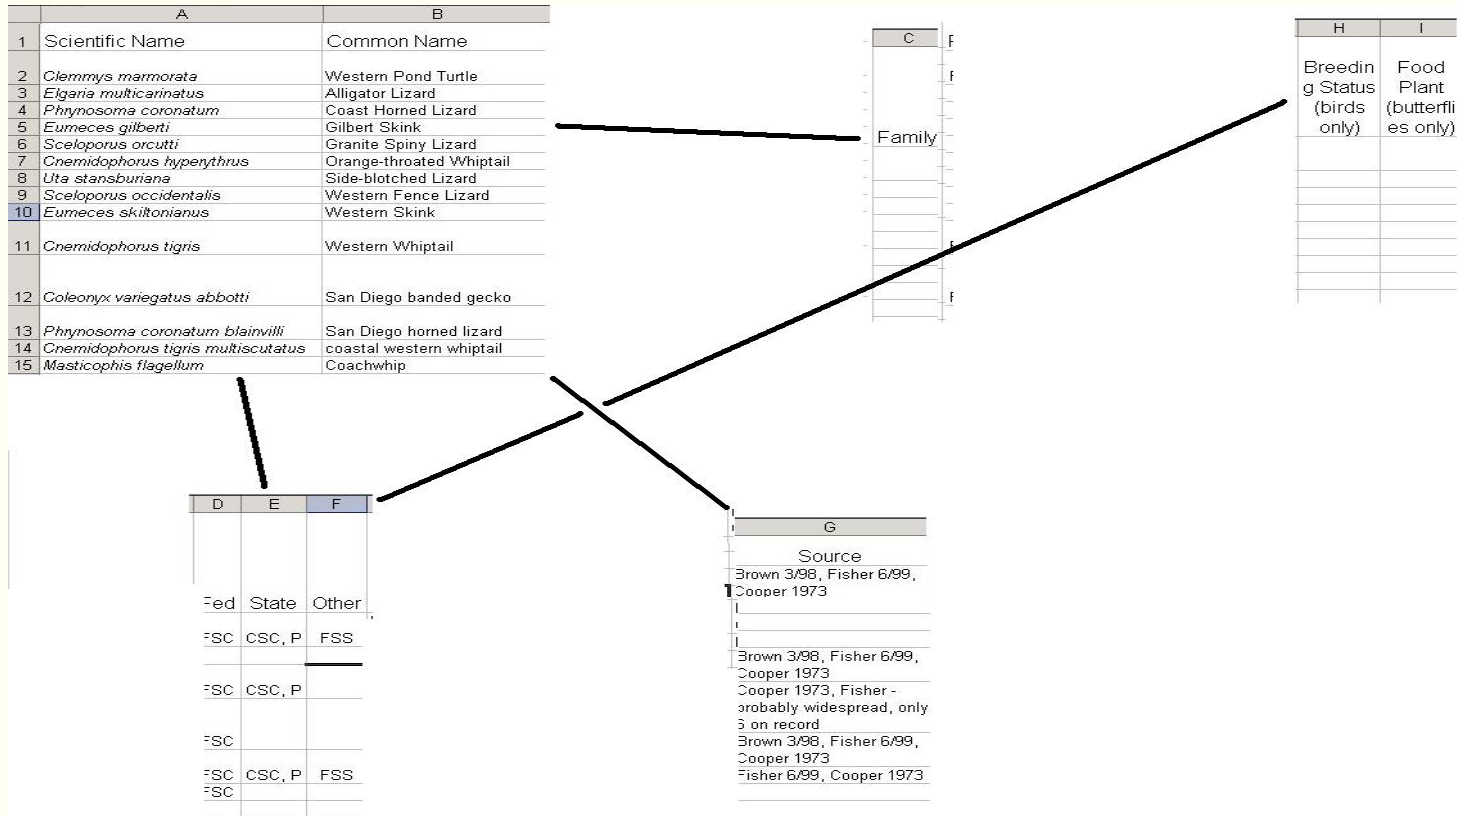 A B
1 Scientific Name Common Name
2 Clemmys marmorata Western Pond Turtle
3 Elgaria multicarinatus Alligator Lizard
4 Phrynosoma coronatum Coast Horned Lizard
5 Eumeces gilberti Gilbert Skink
6 Sceloporus orcutti Granite Spiny Lizard
7 Cnemidophorus hyperythrus Orange-throated Whiptail
8 Uta stansburiana Side-blotched Lizard
9 Sceloporus occidentalis Western Fence Lizard
10 Eumeces skiltonianus Western Skink
11 Cnemidophorus tigris Western Whiptail
12 Coleonyx variegatus abbotti San Diego banded gecko
13 Phrynosoma coronatum blainvilli San Diego horned lizard
14 Cnemidophorus tigris multiscutatus coastal western whiptail
15 Masticophis flagellum Coachwhip
C
Family
H I
Breedin Food
g Status Plant
(birds (butterfli
only) es only)
D E F
Fed State Other
FSC CSC, P FSS
FSC CSC, P
FSC
FSC CSC, P FSS
FSC
G
Source
Brown 3/98, Fisher 6/99,
Cooper 1973
Brown 3/98, Fisher 6/99,
Cooper 1973
Cooper 1973, Fisher -
probably widespread, only
6 on record
Brown 3/98, Fisher 6/99,
Cooper 1973
Fisher 6/99, Cooper 1973